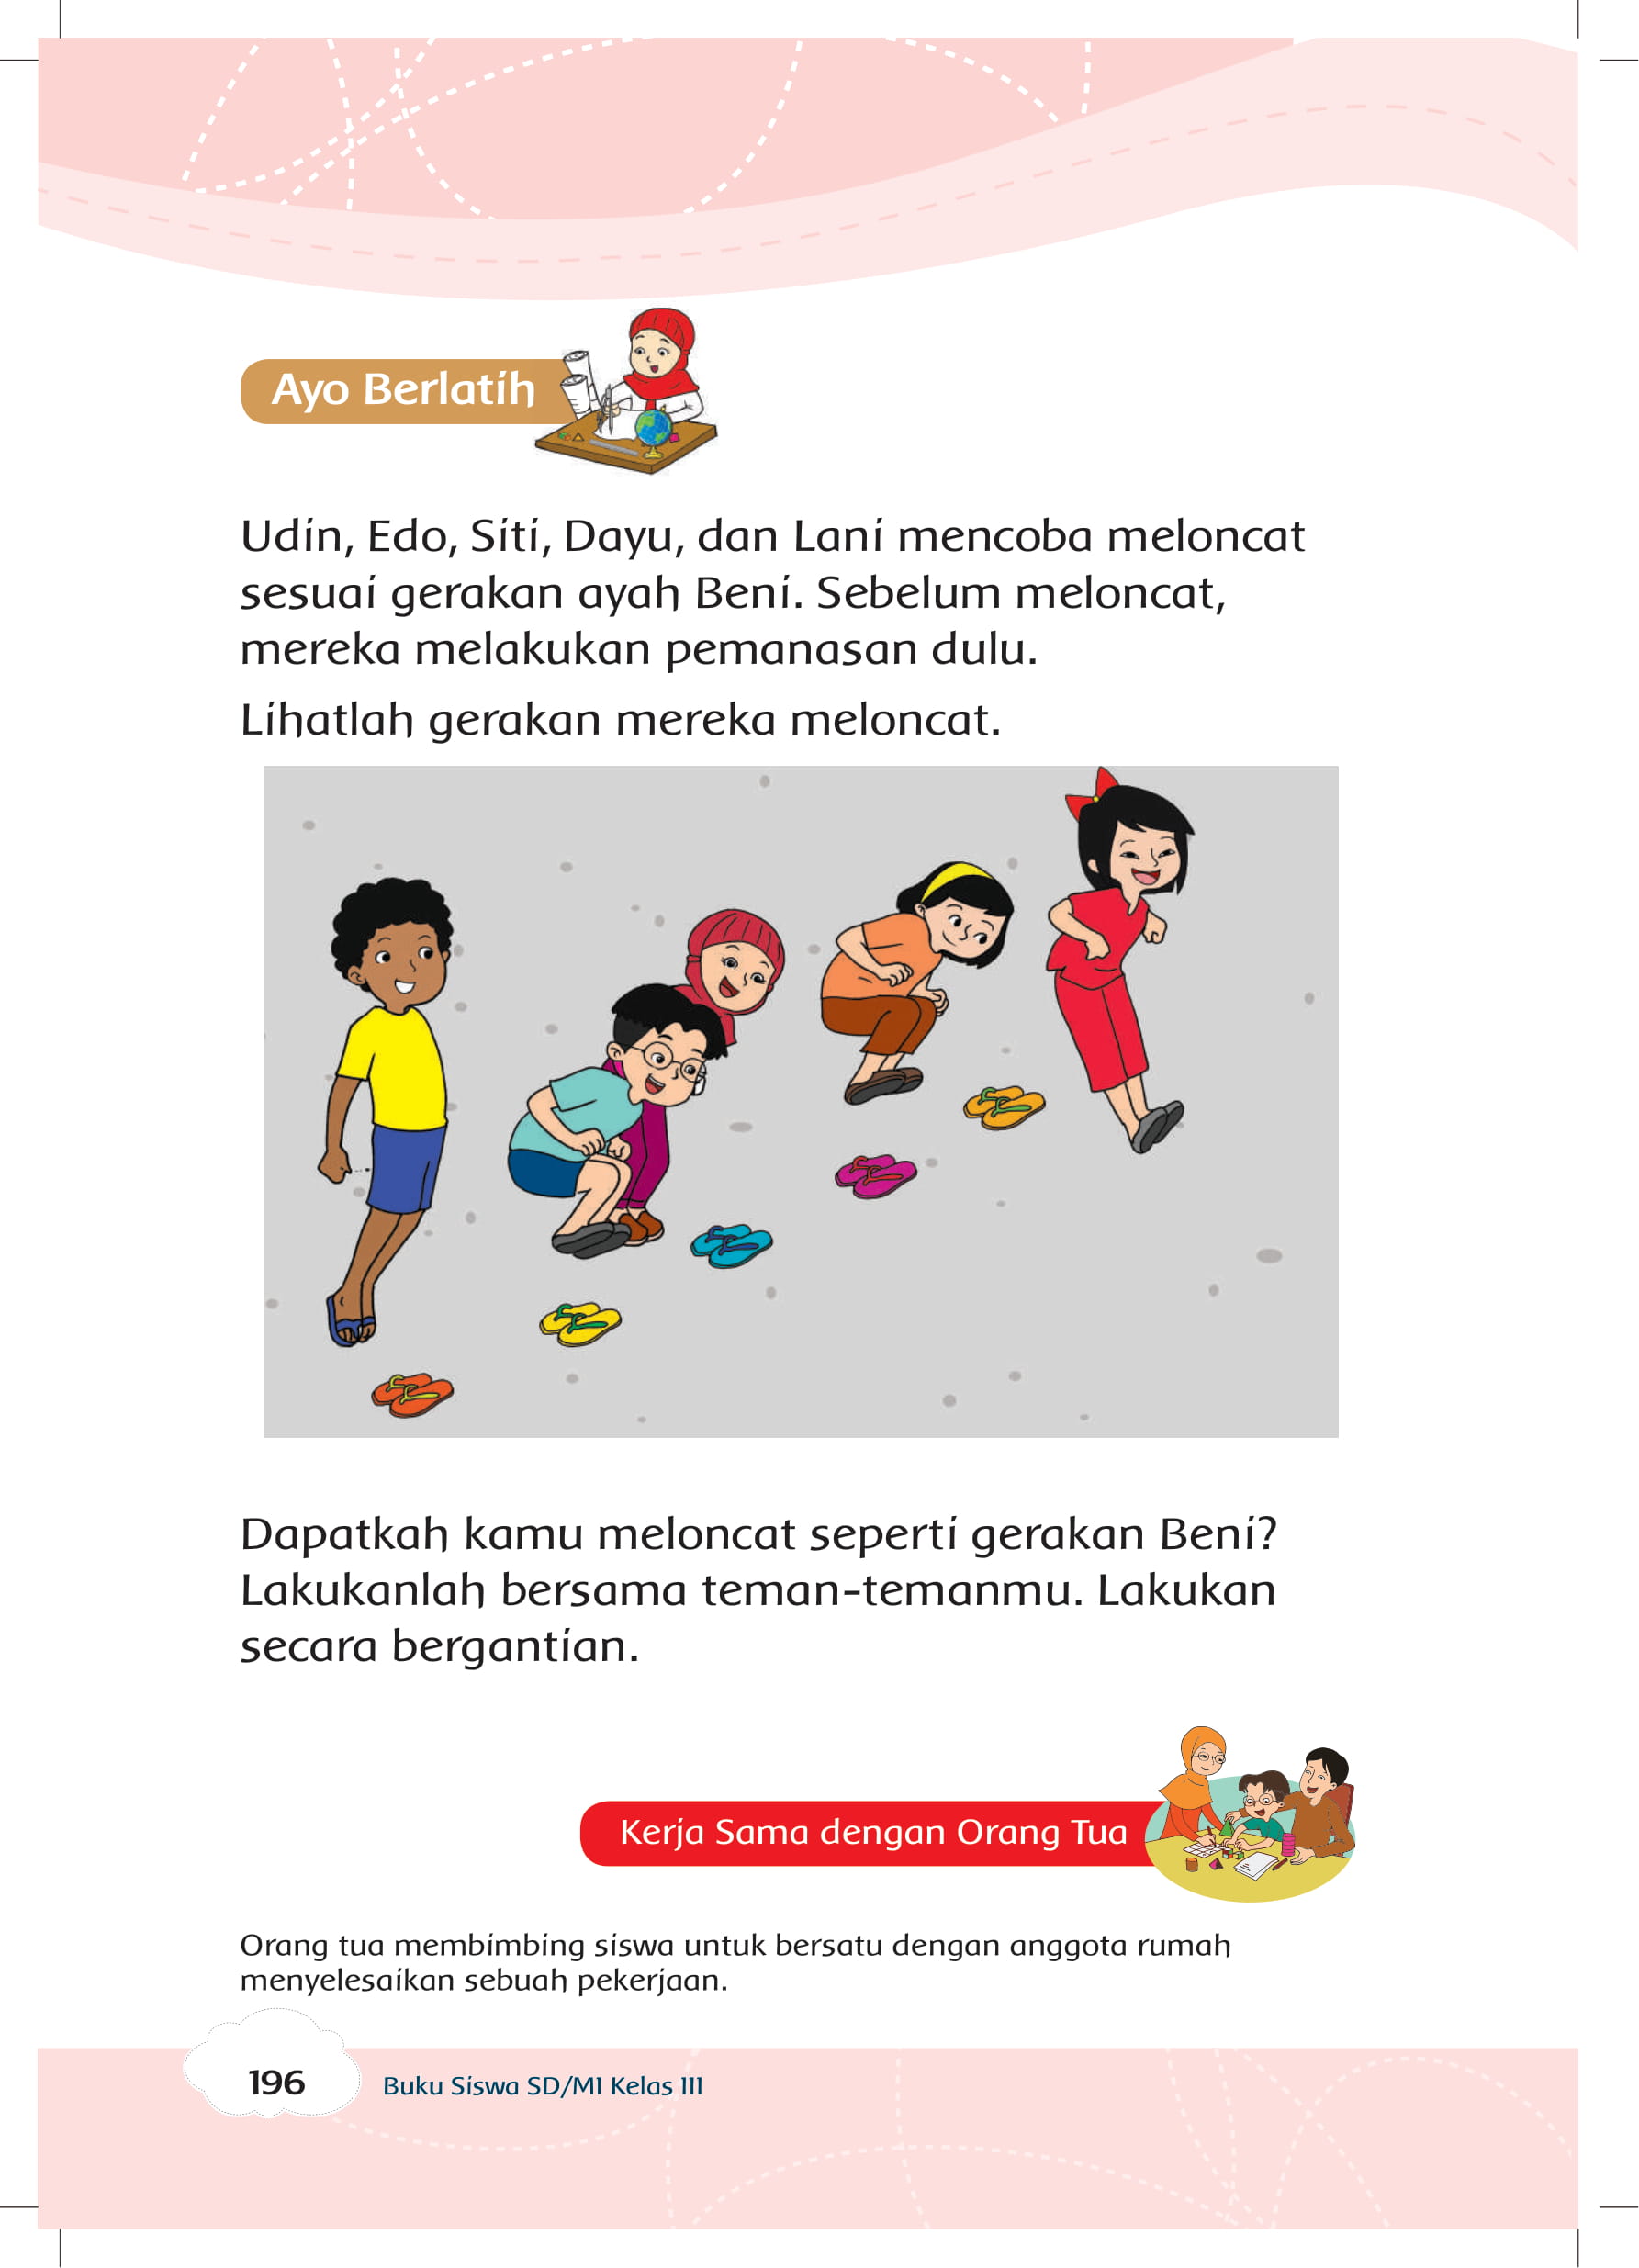 Ayo Berlatih
Udin, Edo, Siti, Dayu, dan Lani mencoba meloncat
sesuai gerakan ayah Beni. Sebelum meloncat,
mereka melakukan pemanasan dulu.
Lihatlah gerakan mereka meloncat.
Dapatkah kamu meloncat seperti gerakan Beni?
Lakukanlah bersama teman-temanmu. Lakukan
secara bergantian.
Kerja Sama dengan Orang Tua
Orang tua membimbing siswa untuk bersatu dengan anggota rumah
menyelesaikan sebuah pekerjaan.
196
Buku Siswa SD/MI Kelas III